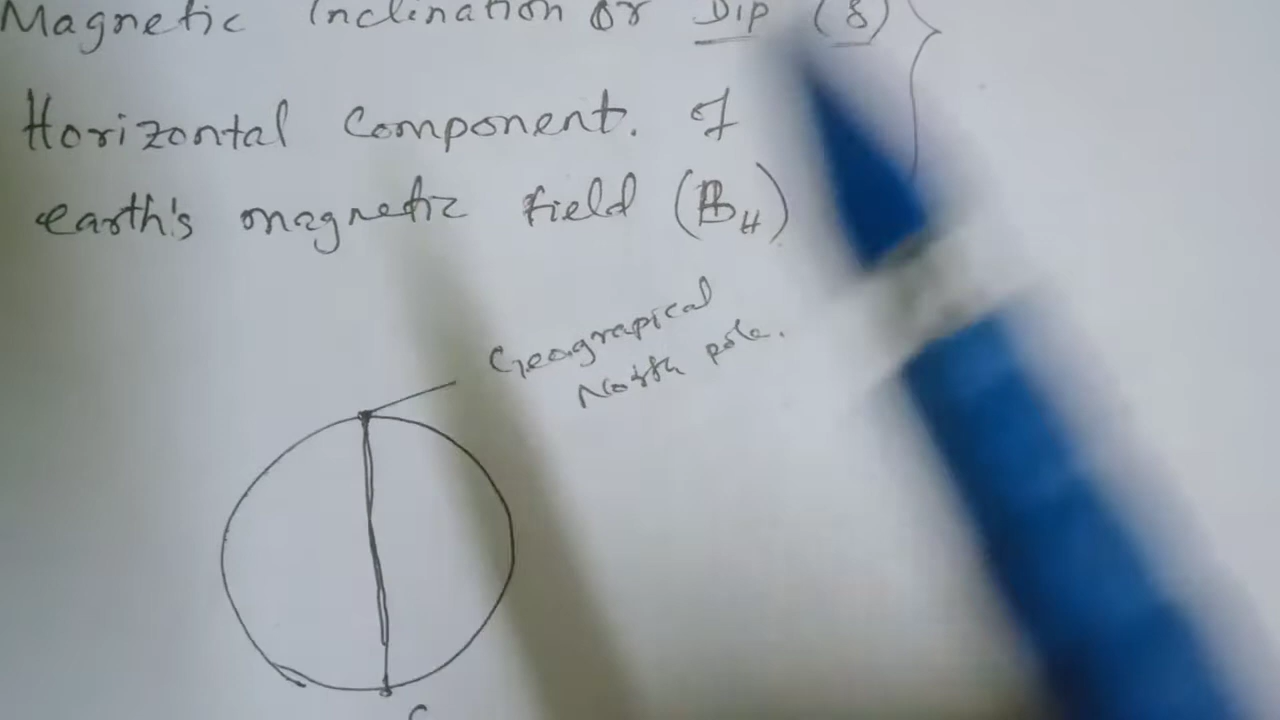 Magnetic Inclination or Dip (δ)
Horizontal Component. of
earth's magnetic field (BH)
Geograpical
North pole.